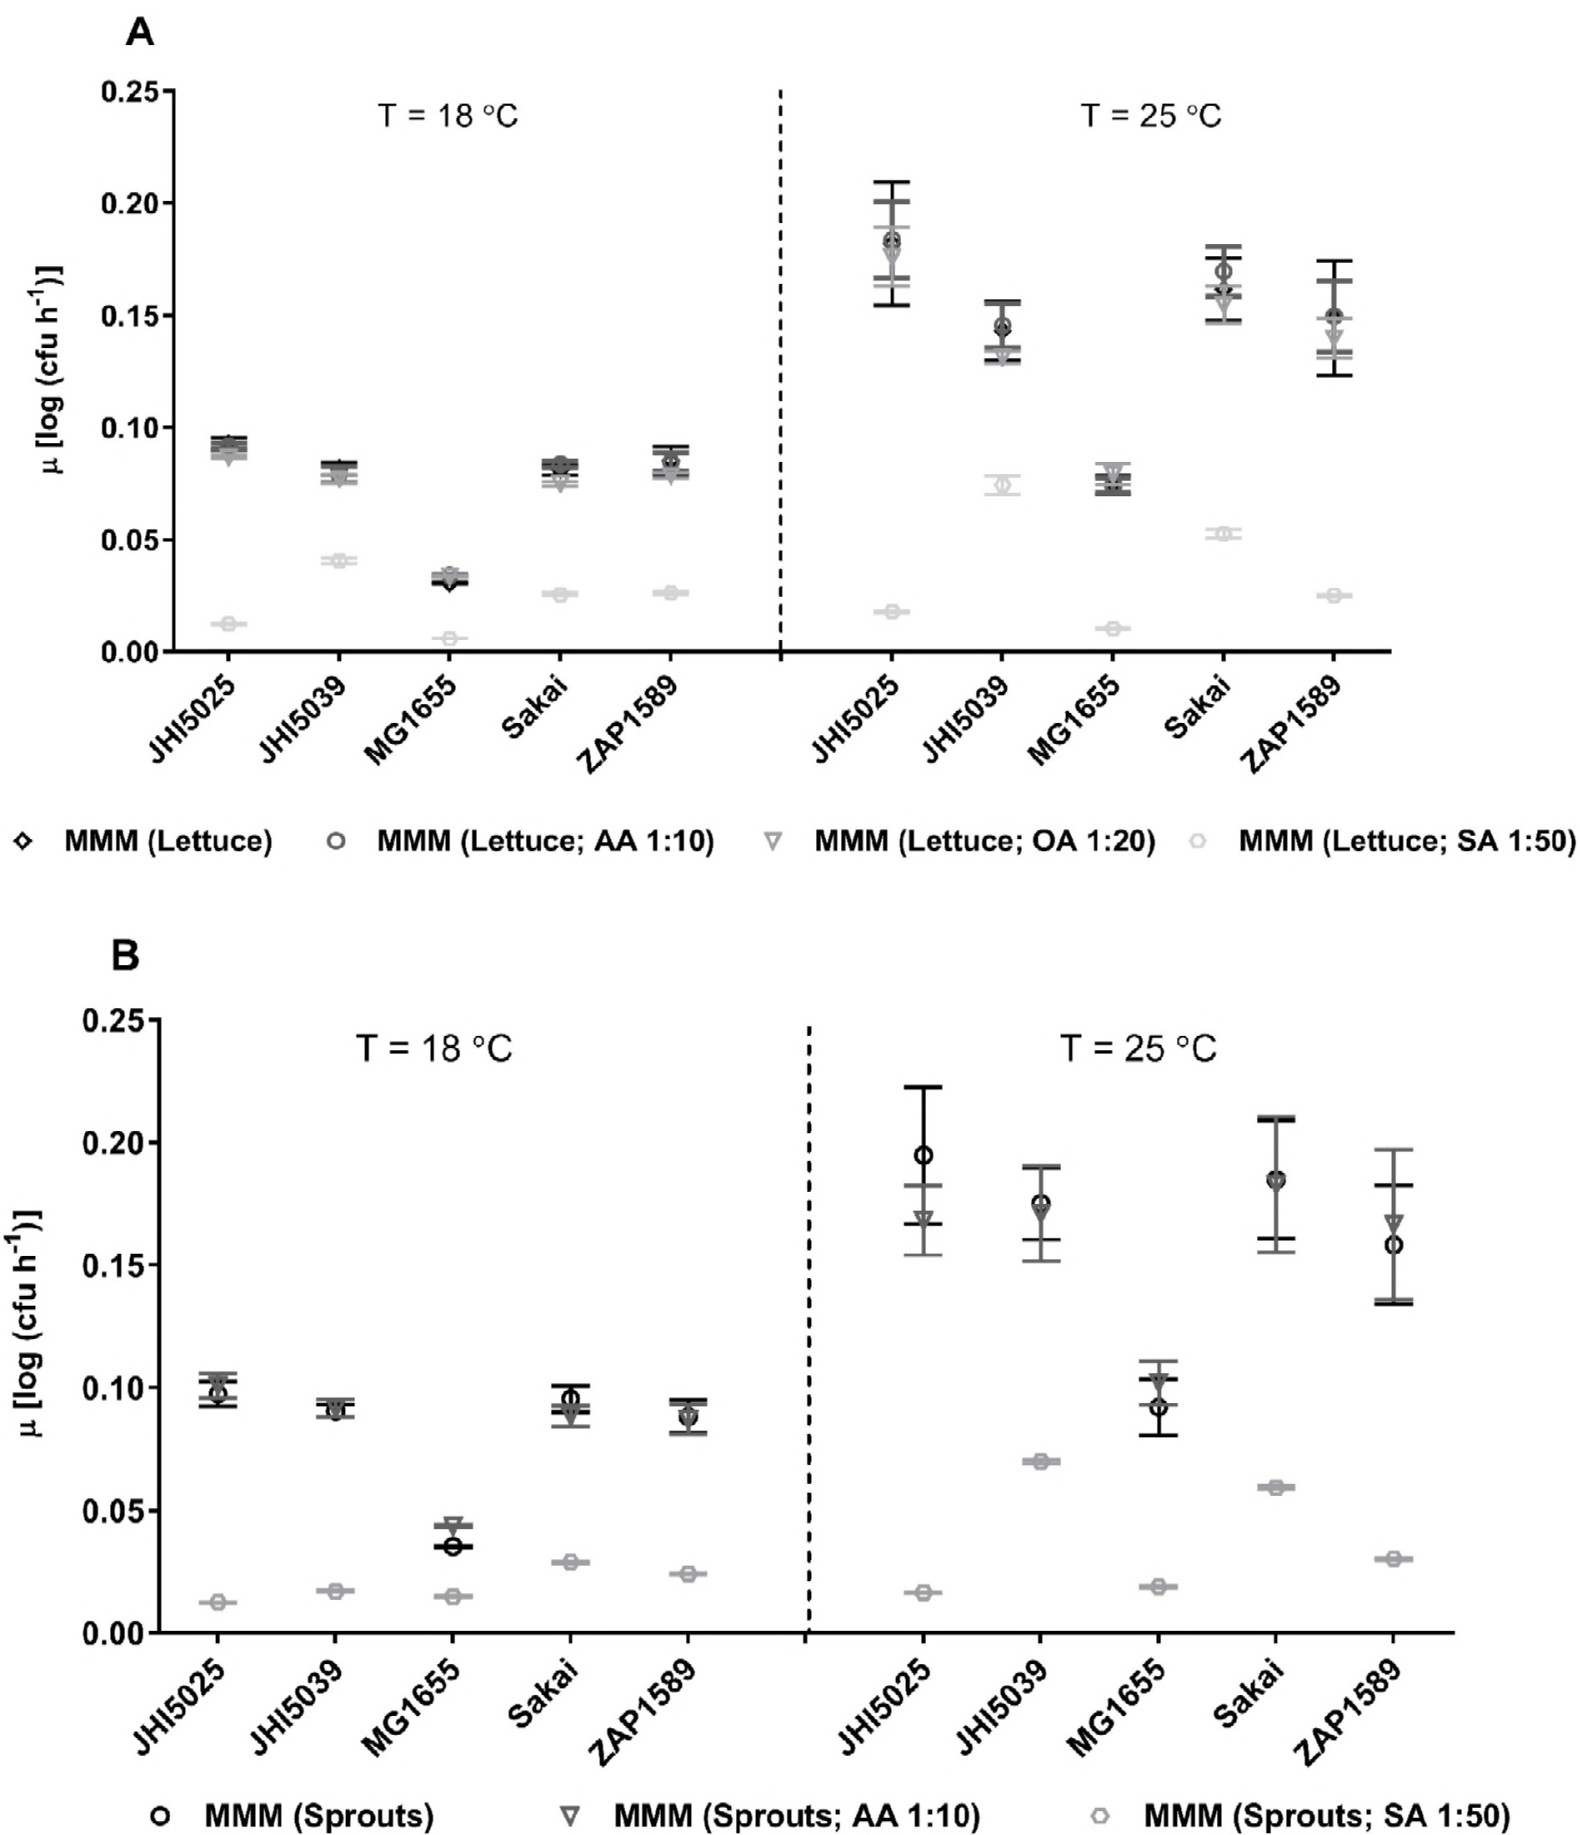 A
T = 18 °C
T = 25 °C
0.25
0.20
0.15
0.10
0.05
0.00
μ [log (cfu h⁻¹)]
JHI5025
JHI5039
MG1655
Sakai
ZAP1589
JHI5025
JHI5039
MG1655
Sakai
ZAP1589
MMM (Lettuce) MMM (Lettuce; AA 1:10) MMM (Lettuce; OA 1:20) MMM (Lettuce; SA 1:50)
B
T = 18 °C
T = 25 °C
0.25
0.20
0.15
0.10
0.05
0.00
μ [log (cfu h⁻¹)]
JHI5025
JHI5039
MG1655
Sakai
ZAP1589
JHI5025
JHI5039
MG1655
Sakai
ZAP1589
MMM (Sprouts) MMM (Sprouts; AA 1:10) MMM (Sprouts; SA 1:50)